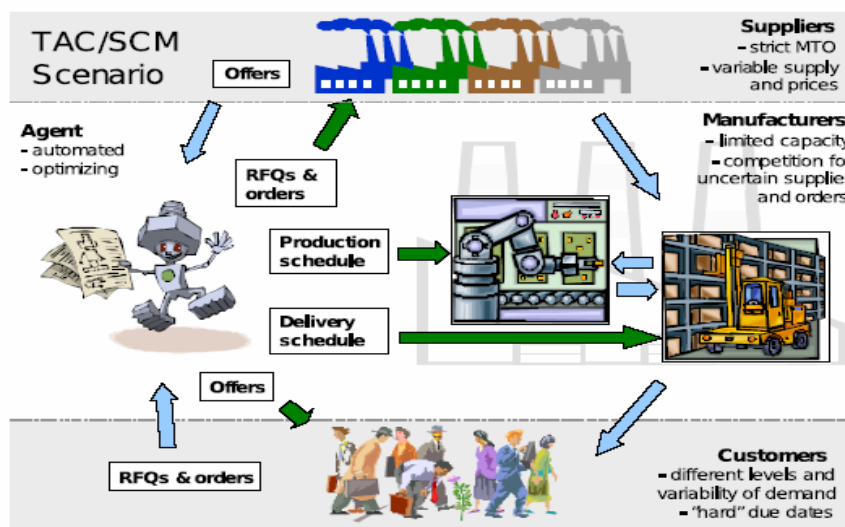 TAC/SCM
Scenario
Offers
Suppliers
– strict MTO
– variable supply
and prices
Agent
– automated
– optimizing
RFQs &
orders
Manufacturers
– limited capacity
– competition for
uncertain supplies
and orders
Production
schedule
Delivery
schedule
Offers
RFQs & orders
Customers
– different levels and
variability of demand
– "hard" due dates